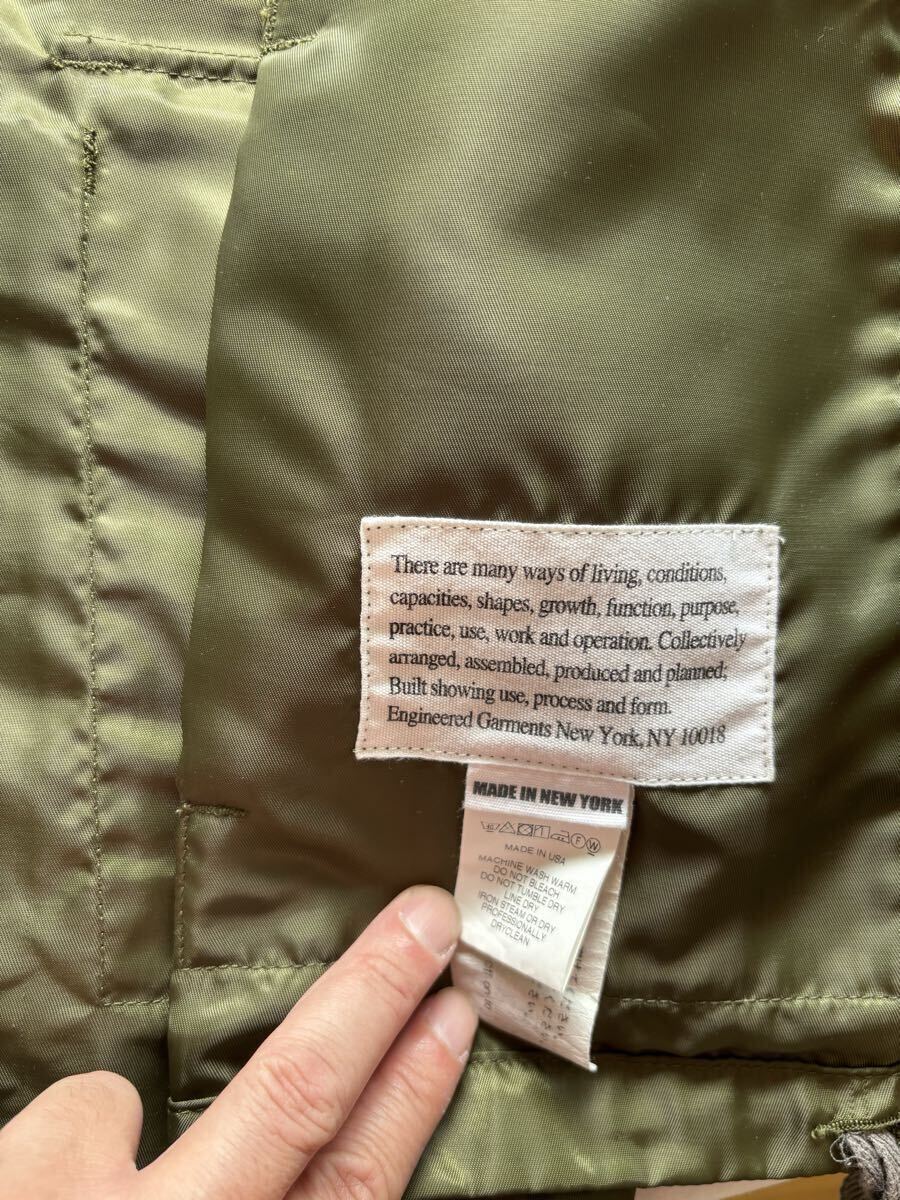 There are many ways of living, conditions,
capacities, shapes, growth, function, purpose,
practice, use, work and operation. Collectively
arranged, assembled, produced and planned;
Built showing use, process and form.
Engineered Garments New York, NY 10018
MADE IN NEW YORK
F W
MADE IN USA
MACHINE WASH WARM
DO NOT BLEACH
DO NOT TUMBLE DRY
LINE DRY
IRON STEAM OR DRY
PROFESSIONALLY
DRYCLEAN